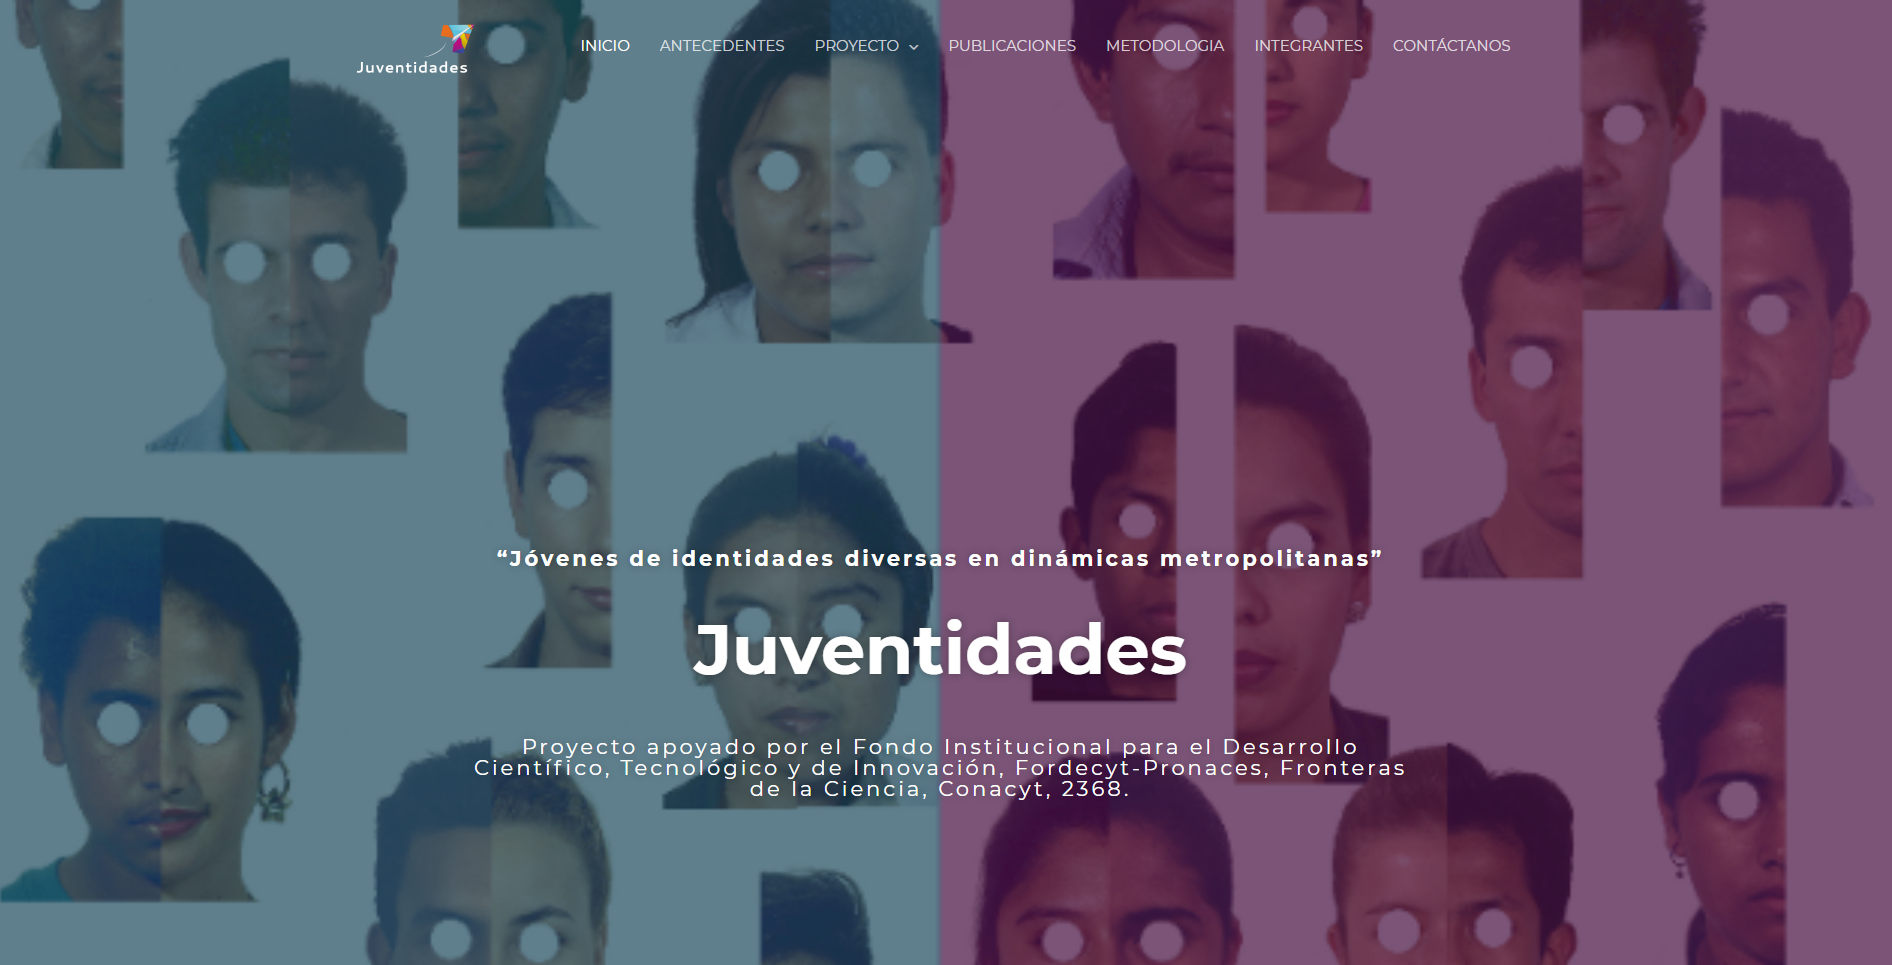 Juventidades
INICIO
ANTECEDENTES
PROYECTO
PUBLICACIONES
METODOLOGIA
INTEGRANTES
CONTÁCTANOS
“Jóvenes de identidades diversas en dinámicas metropolitanas”
Juventidades
Proyecto apoyado por el Fondo Institucional para el Desarrollo
Científico, Tecnológico y de Innovación, Fordecyt-Pronaces, Fronteras
de la Ciencia, Conacyt, 2368.